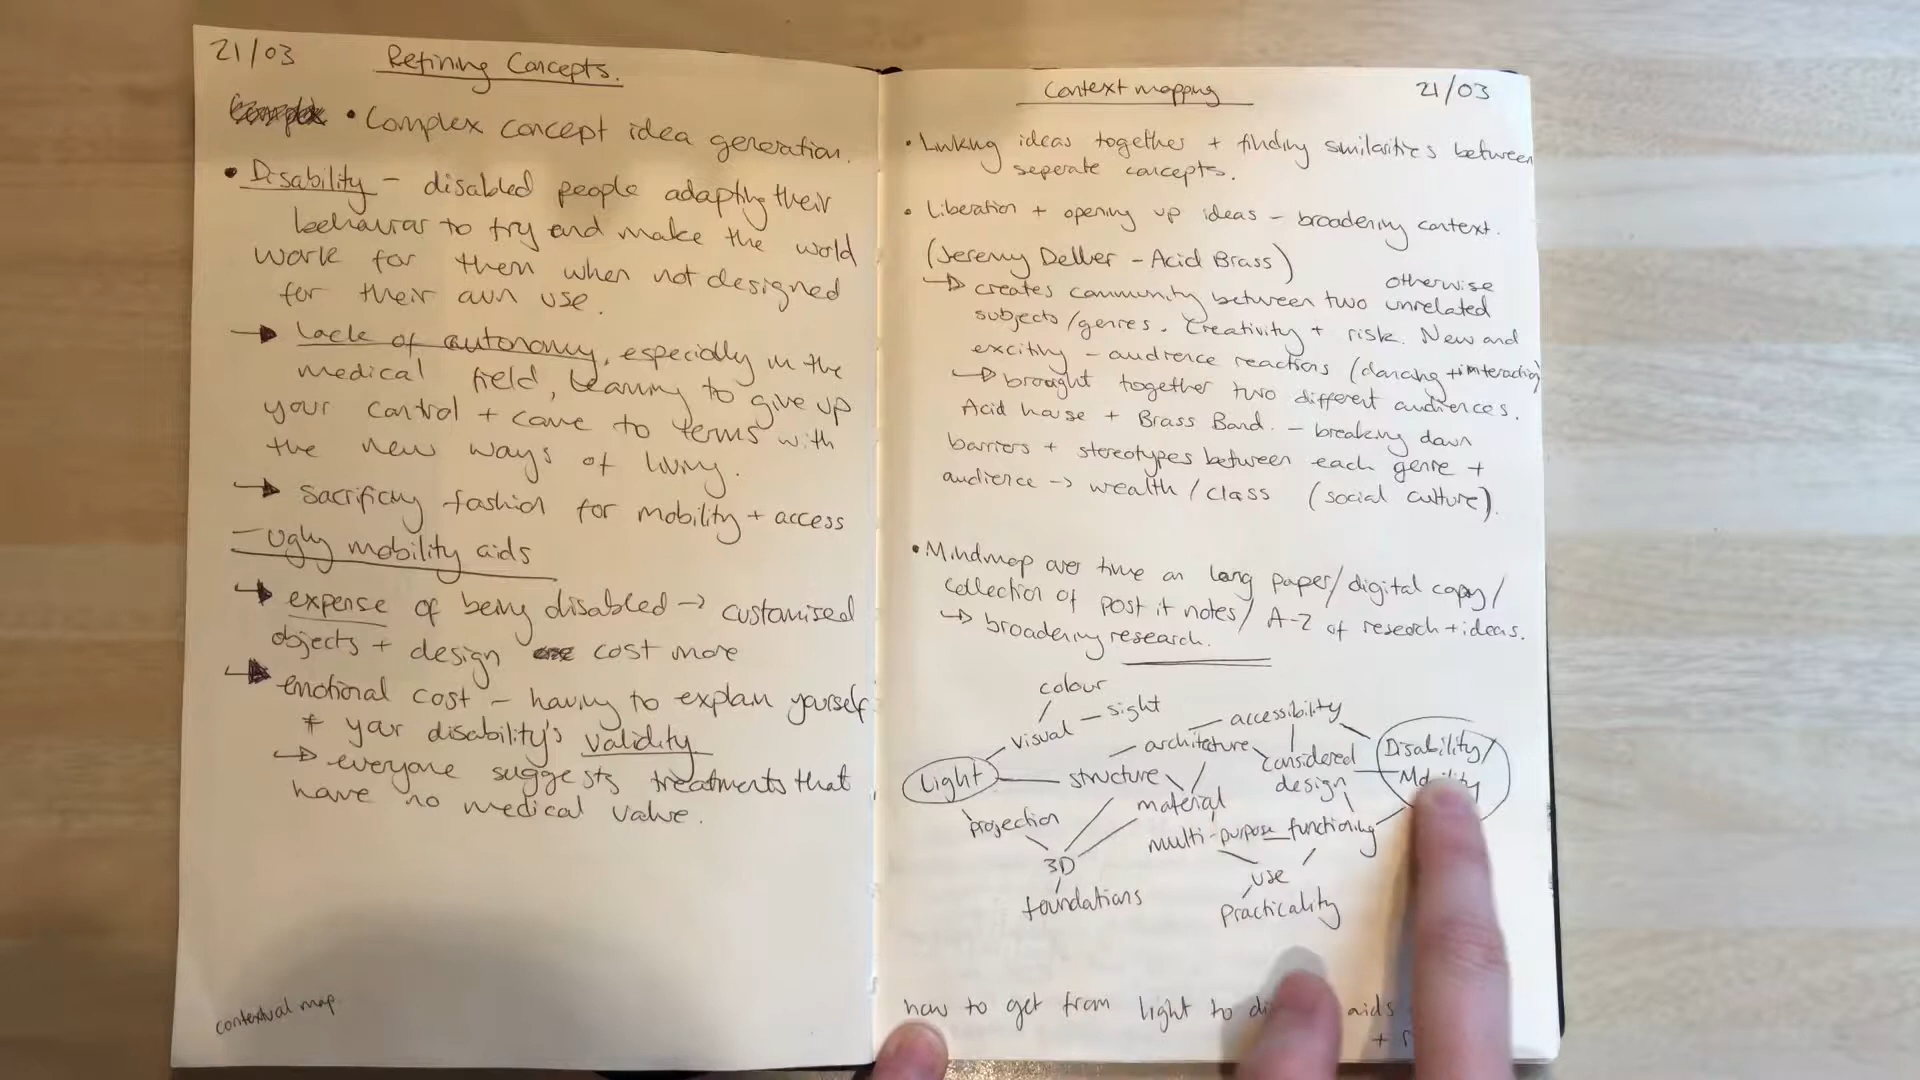 21/03 Refining Concepts.
• Complex concept idea generation.
• Disability – disabled people adapting their
behaviour to try and make the world
work for them when not designed
for their own use.
→ lack of autonomy, especially in the
medical field, learning to give up
your control + come to terms with
the new ways of living.
→ sacrificing fashion for mobility + access
– ugly mobility aids
→ expense of being disabled → customised
objects + design cost more
→ emotional cost – having to explain yourself
+ your disability's validity
→ everyone suggests treatments that
have no medical value.
contextual map
Context mapping 21/03
• Linking ideas together + finding similarities between
seperate concepts.
• Liberation + opening up ideas – broadening context.
(Jeremy Deller – Acid Brass)
→ creates community between two otherwise unrelated
subjects/genres. Creativity + risk. New and
exciting – audience reactions (dancing + interaction
→ brought together two different audiences.
Acid house + Brass Band. – breaking down
barriers + stereotypes between each genre +
audience → wealth/class (social culture).
• Mindmap over time on long paper/digital copy/
collection of post it notes/ A-Z of research + ideas.
→ broadening research.
colour
visual – sight
accessibility
architecture
Light
structure
considered
design
Disability/
Mobility
material
projection
multi-purpose functioning
3D
use
foundations
practicality
how to get from light to aids
+